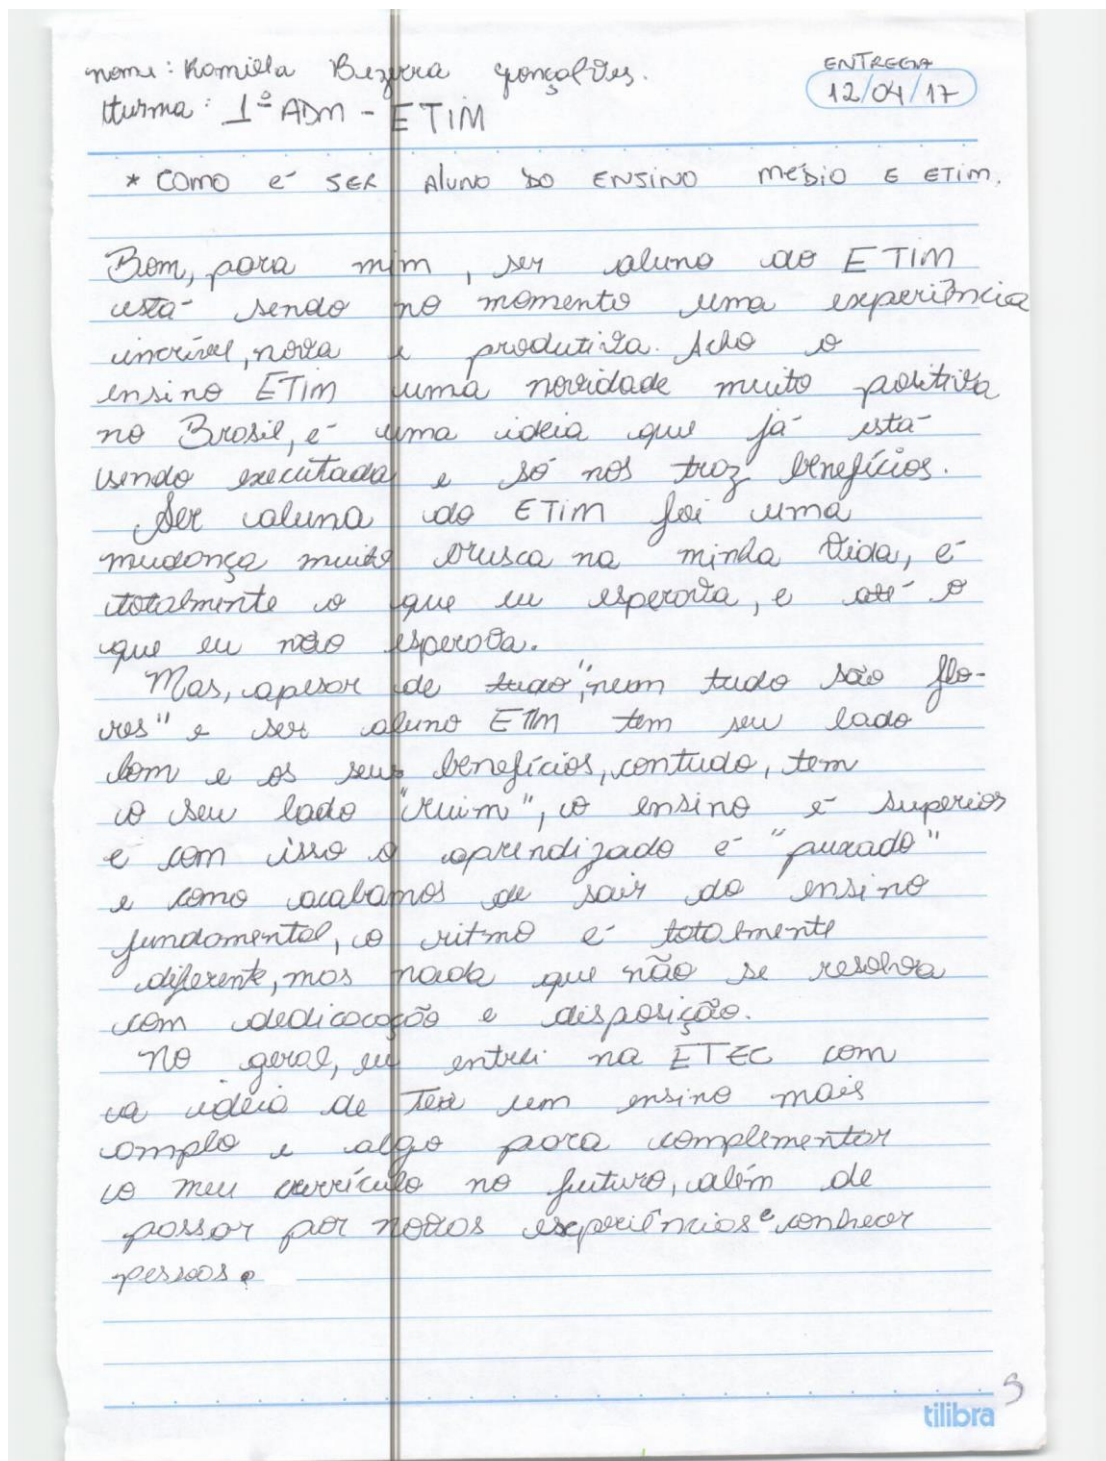 nome: Kamilla Bezerra Gonçalves.
ENTREGA
turma: 1º ADM - ETIM
12/04/17
* COMO é SER AlUNO DO ENSINO MÉDIO E ETIM.
Bom, para mim, ser aluno do ETIM
está sendo no momento uma experiência
incrível, nova e produtiva. Acho o
ensino ETIM uma novidade muito positiva
no Brasil, é uma ideia que já está
sendo executada e só nos traz benefícios.
Ser aluna do ETIM foi uma
mudança muito brusca na minha vida, é
totalmente o que eu esperava, e até o
que eu não esperava.
Mas, apesar de tudo, "nem tudo são flo-
res" e ser aluno ETIM tem seu lado
bom e os seus benefícios, contudo, tem
o seu lado "ruim", o ensino é superior
e com isso o aprendizado é "puxado"
e como acabamos de sair do ensino
fundamental, o ritmo é totalmente
diferente, mas nada que não se resolva
com dedicacação e disposição.
No geral, eu entrei na ETEC com
a ideia de ter um ensino mais
amplo e algo para complementar
o meu currículo no futuro, além de
passar por novas experiências e conhecer
pessoas.
tilibra